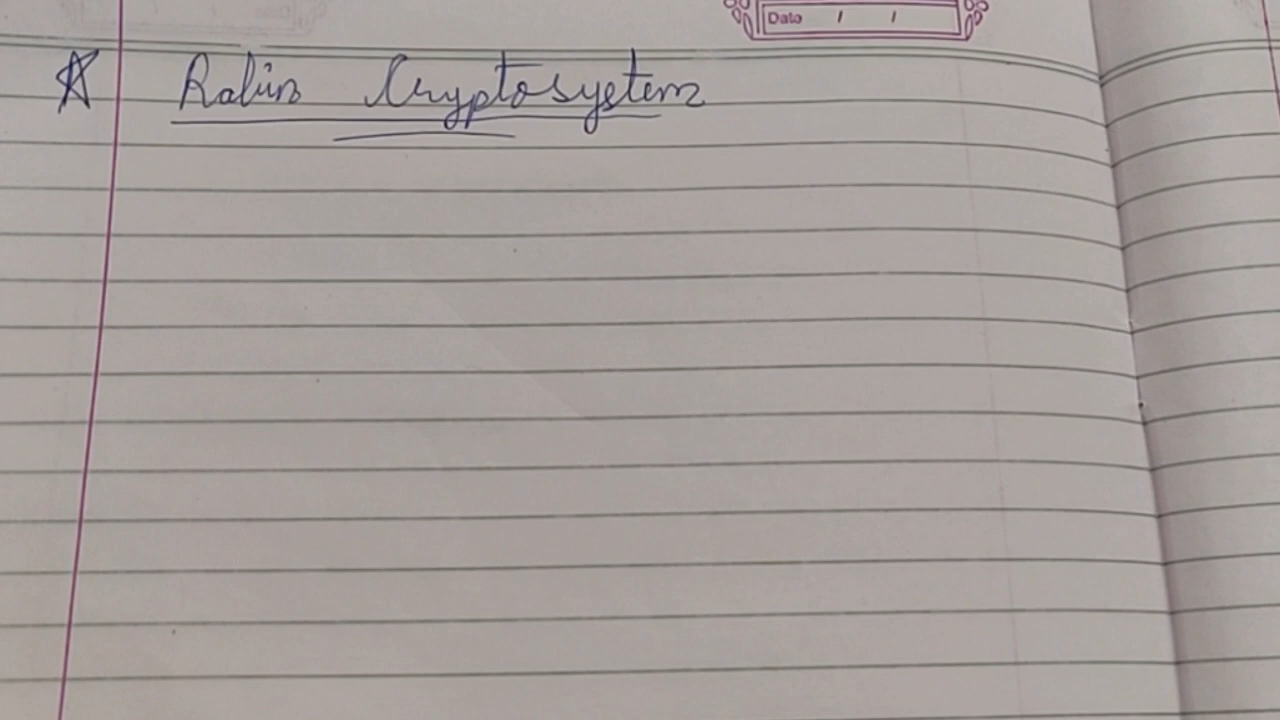 Date / /
☆ Rabin Cryptosystem